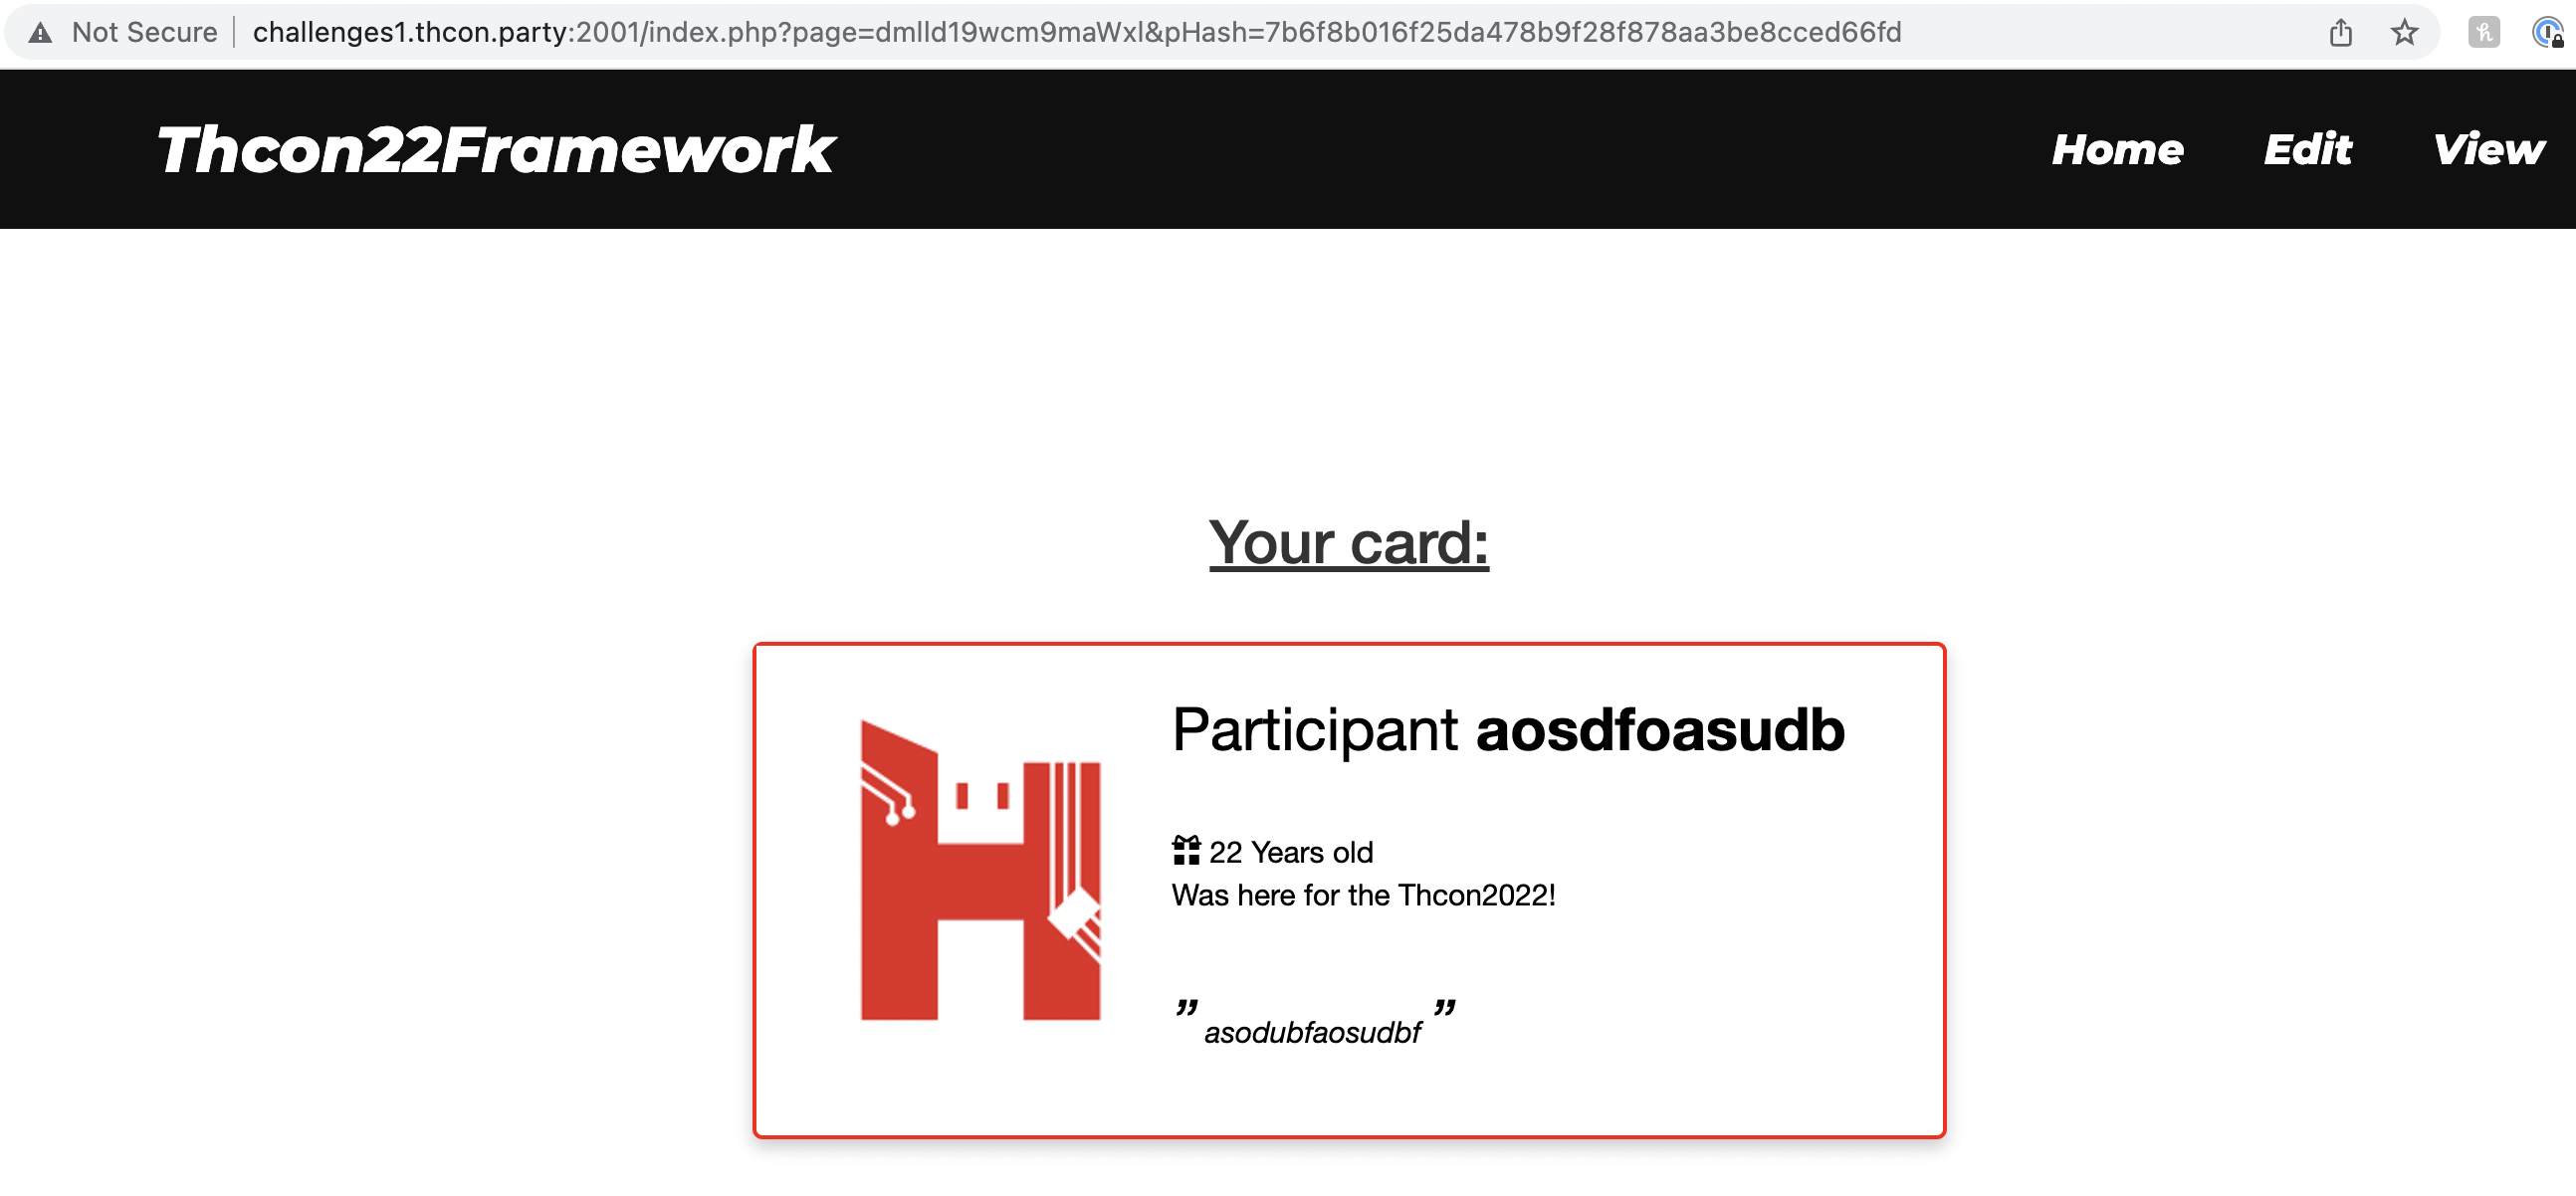 Not Secure challenges1.thcon.party:2001/index.php?page=dmlld19wcm9maWxl&pHash=7b6f8b016f25da478b9f28f878aa3be8cced66fd
Thcon22Framework Home Edit View
Your card:
Participant aosdfoasudb
22 Years old
Was here for the Thcon2022!
” asodubfaosudbf ”